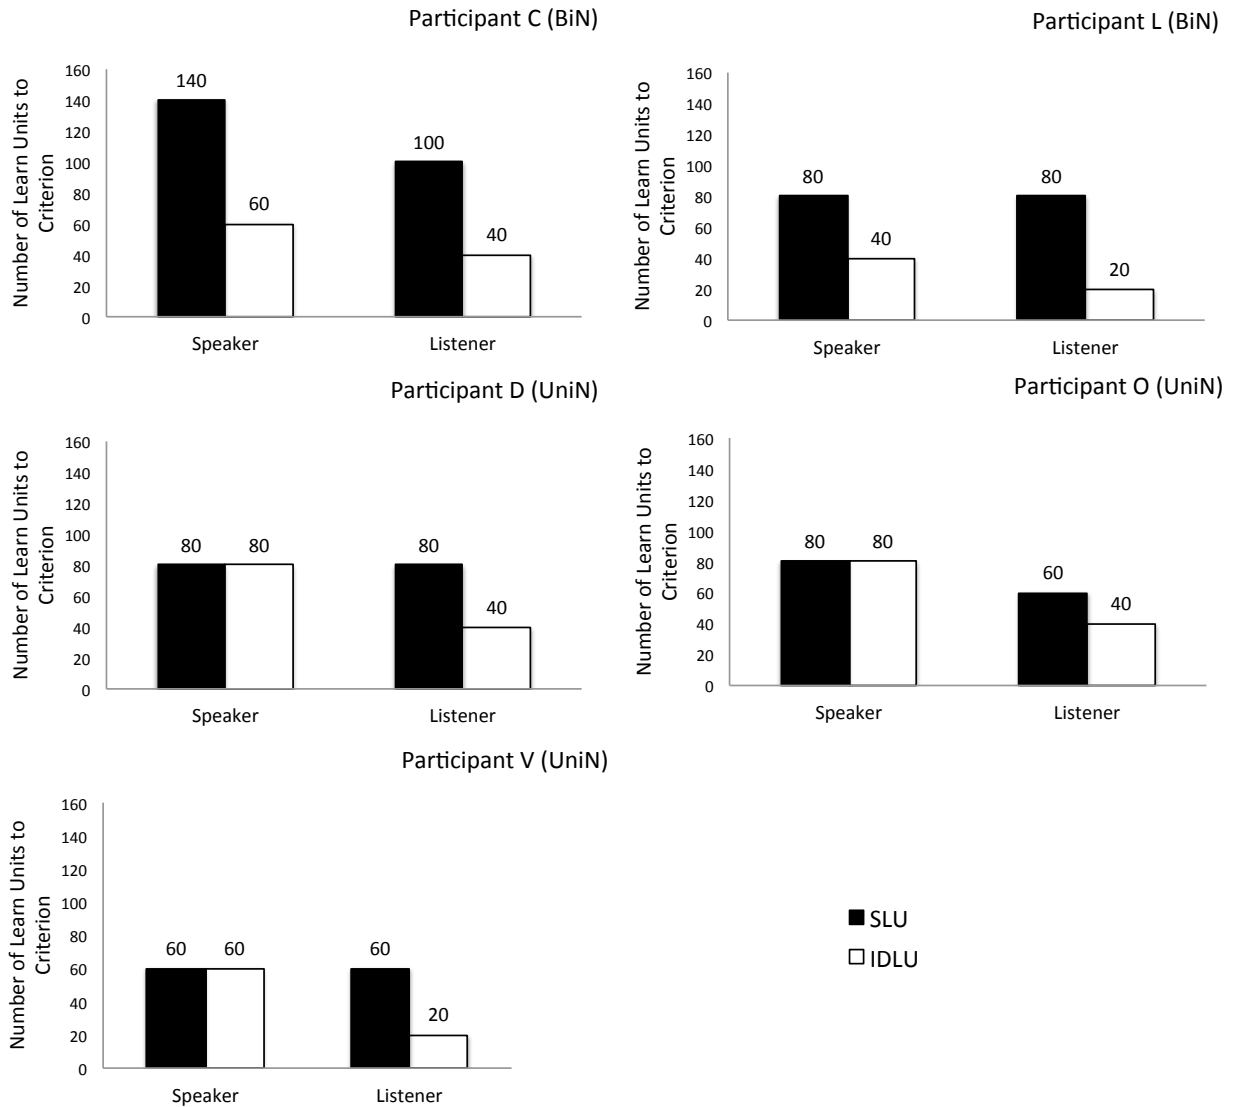 Participant C (BiN)
Number of Learn Units to
Criterion
160
140
120
100
80
60
40
20
0
140
60
100
40
Speaker
Listener
Participant L (BiN)
Number of Learn Units to
Criterion
160
140
120
100
80
60
40
20
0
80
40
80
20
Speaker
Listener
Participant D (UniN)
Number of Learn Units to
Criterion
160
140
120
100
80
60
40
20
0
80
80
80
40
Speaker
Listener
Participant O (UniN)
Number of Learn Units to
Criterion
160
140
120
100
80
60
40
20
0
80
80
60
40
Speaker
Listener
Participant V (UniN)
Number of Learn Units to
Criterion
160
140
120
100
80
60
40
20
0
60
60
60
20
Speaker
Listener
SLU
IDLU